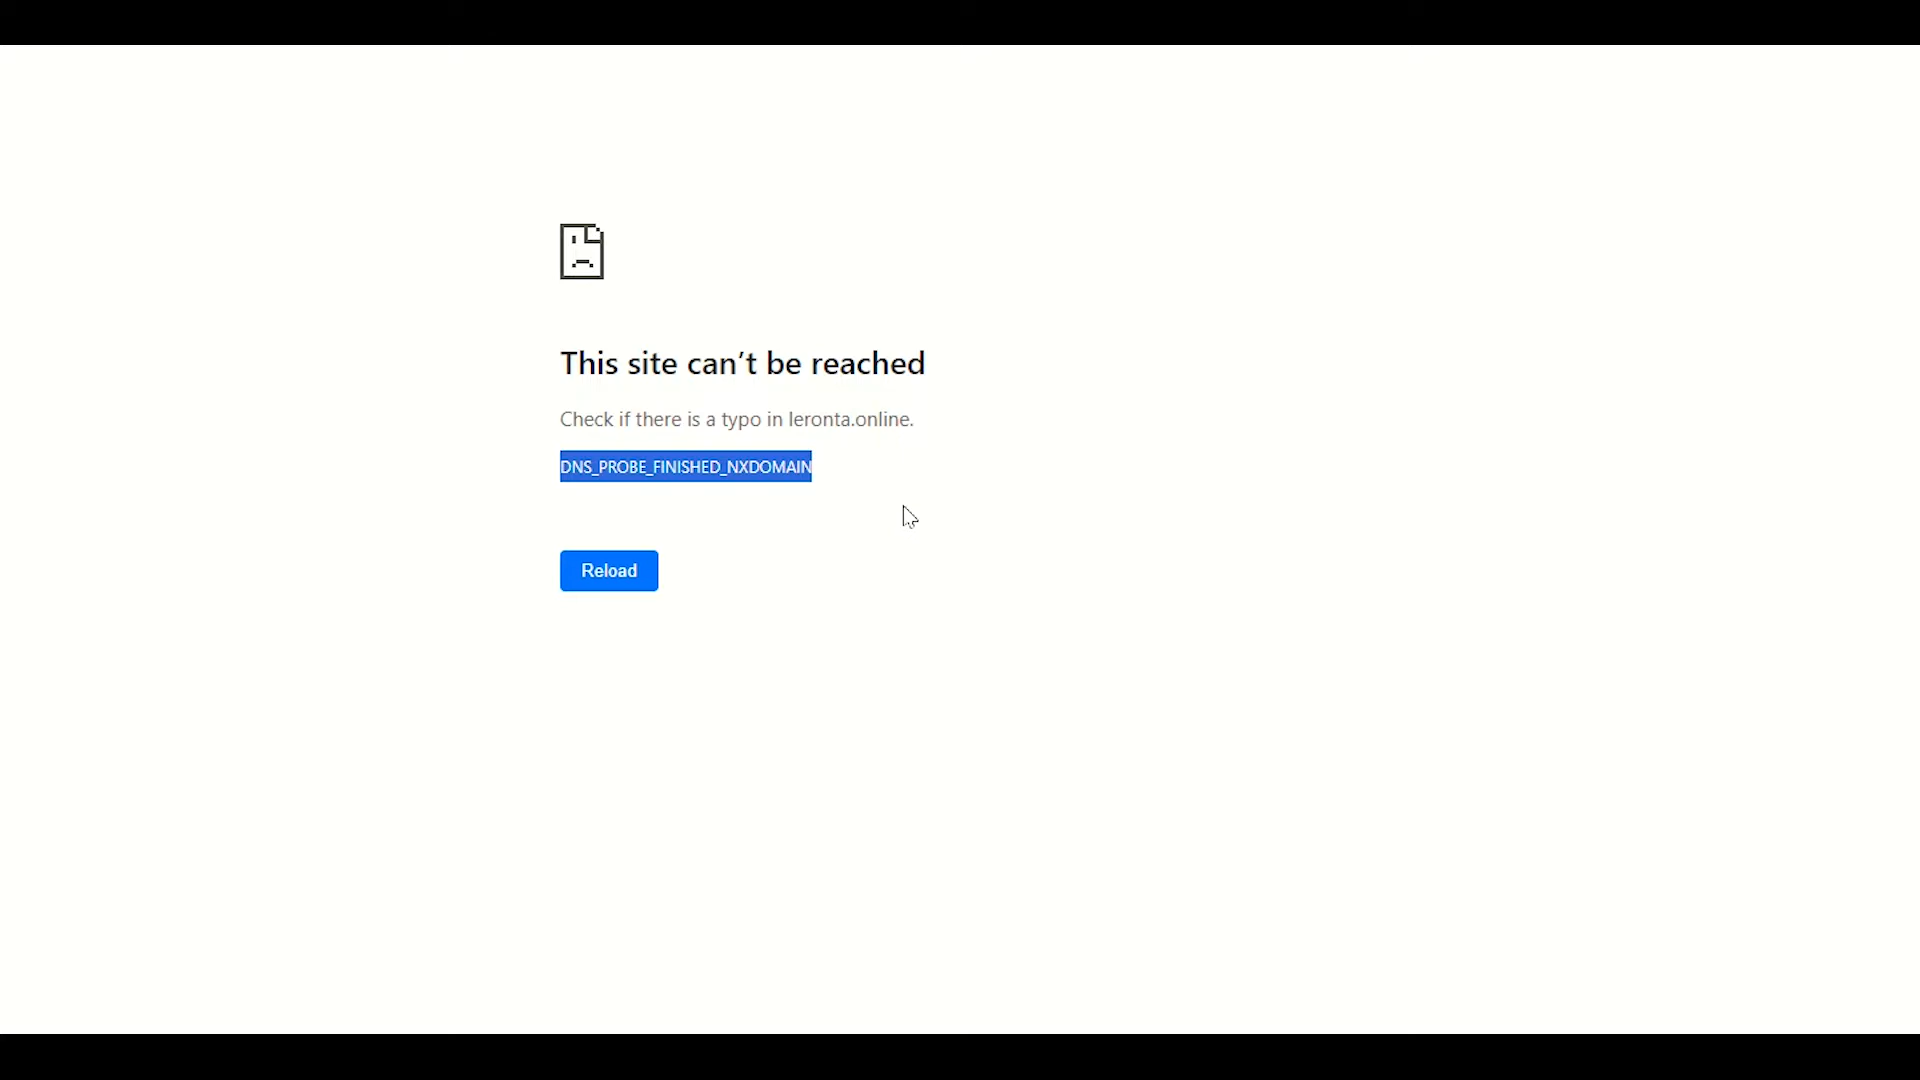 This site can’t be reached
Check if there is a typo in leronta.online.
DNS_PROBE_FINISHED_NXDOMAIN
Reload